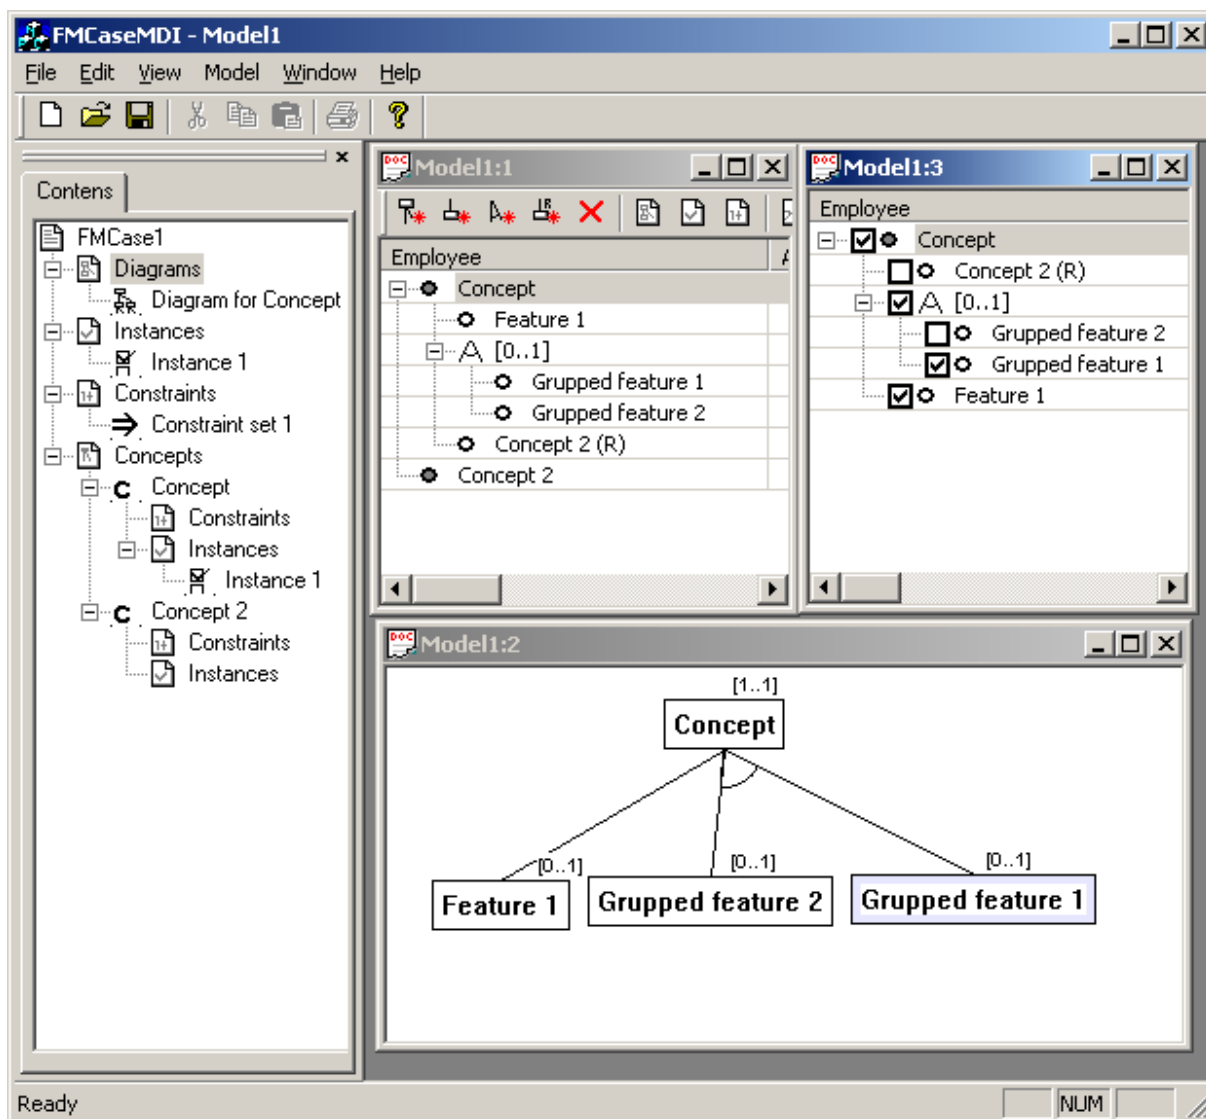 FMCaseMDI - Model1
File Edit View Model Window Help
Contens
FMCase1
Diagrams
Diagram for Concept
Instances
Instance 1
Constraints
Constraint set 1
Concepts
Concept
Constraints
Instances
Instance 1
Concept 2
Constraints
Instances
Model1:1
Employee
Concept
Feature 1
[0..1]
Grupped feature 1
Grupped feature 2
Concept 2 (R)
Concept 2
Model1:3
Employee
Concept
Concept 2 (R)
[0..1]
Grupped feature 2
Grupped feature 1
Feature 1
Model1:2
[1..1]
Concept
[0..1] [0..1] [0..1]
Feature 1 Grupped feature 2 Grupped feature 1
Ready NUM